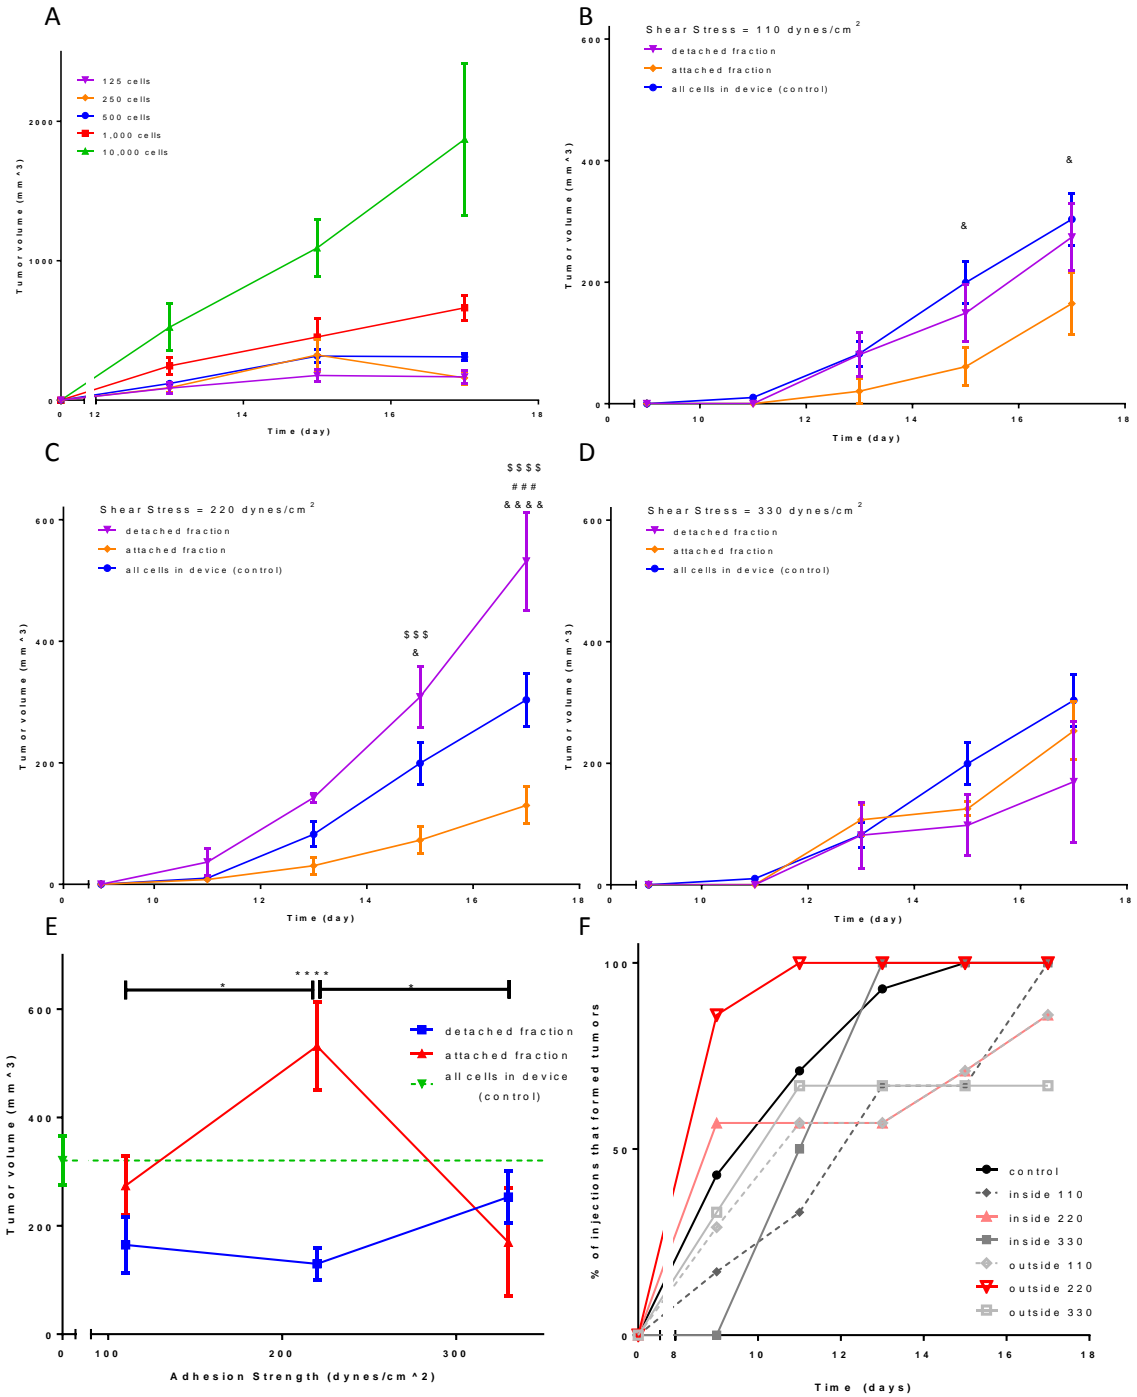 A
125 cells
250 cells
500 cells
1,000 cells
10,000 cells
Tumor volume (mm^3)
2000
1000
0
0 12 14 16 18
Time (day)
B
Shear Stress = 110 dynes/cm2
detached fraction
attached fraction
all cells in device (control)
Tumor volume (mm^3)
600
400
200
0
&
&
0 10 12 14 16 18
Time (day)
C
Shear Stress = 220 dynes/cm2
detached fraction
attached fraction
all cells in device (control)
Tumor volume (mm^3)
600
400
200
0
$$$$
###
&&&&
$$$
&
0 10 12 14 16 18
Time (day)
D
Shear Stress = 330 dynes/cm2
detached fraction
attached fraction
all cells in device (control)
Tumor volume (mm^3)
600
400
200
0
0 10 12 14 16 18
Time (day)
E
****
*
*
detached fraction
attached fraction
all cells in device
(control)
Tumor volume (mm^3)
600
400
200
0
0 100 200 300
Adhesion Strength (dynes/cm^2)
F
% of injections that formed tumors
100
50
0
control
inside 110
inside 220
inside 330
outside 110
outside 220
outside 330
0 8 10 12 14 16 18
Time (days)